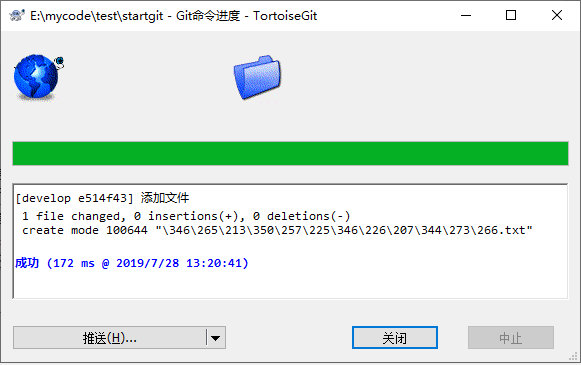 E:\mycode\test\startgit - Git命令进度 - TortoiseGit
[develop e514f43] 添加文件
1 file changed, 0 insertions(+), 0 deletions(-)
create mode 100644 "\346\265\213\350\257\225\346\226\207\344\273\266.txt"
成功 (172 ms @ 2019/7/28 13:20:41)
推送(H)... 关闭 中止